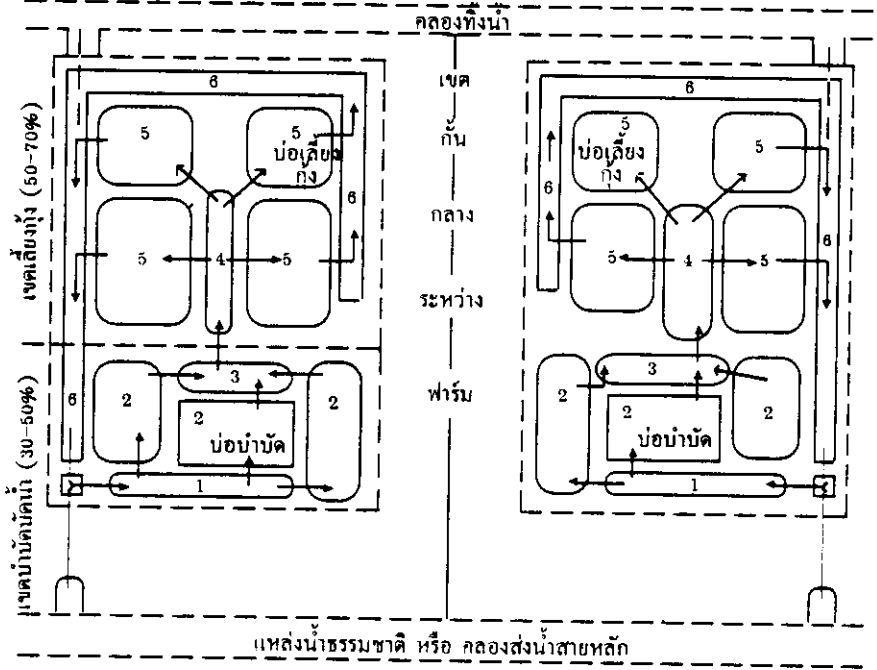 คลองทิ้งน้ำ
เขต
กั้น
กลาง
ระหว่าง
ฟาร์ม
เขตเลี้ยงกุ้ง (50-70%)
เขตบำบัดบัดน้ำ (30-50%)
6
5
5
บ่อเลี้ยง
กุ้ง
6
5
4
5
3
6
2
2
2
บ่อบำบัด
1
6
5
บ่อเลี้ยง
กุ้ง
5
6
5
4
5
6
3
2
2
2
บ่อบำบัด
1
แหล่งน้ำธรรมชาติ หรือ คลองส่งน้ำสายหลัก